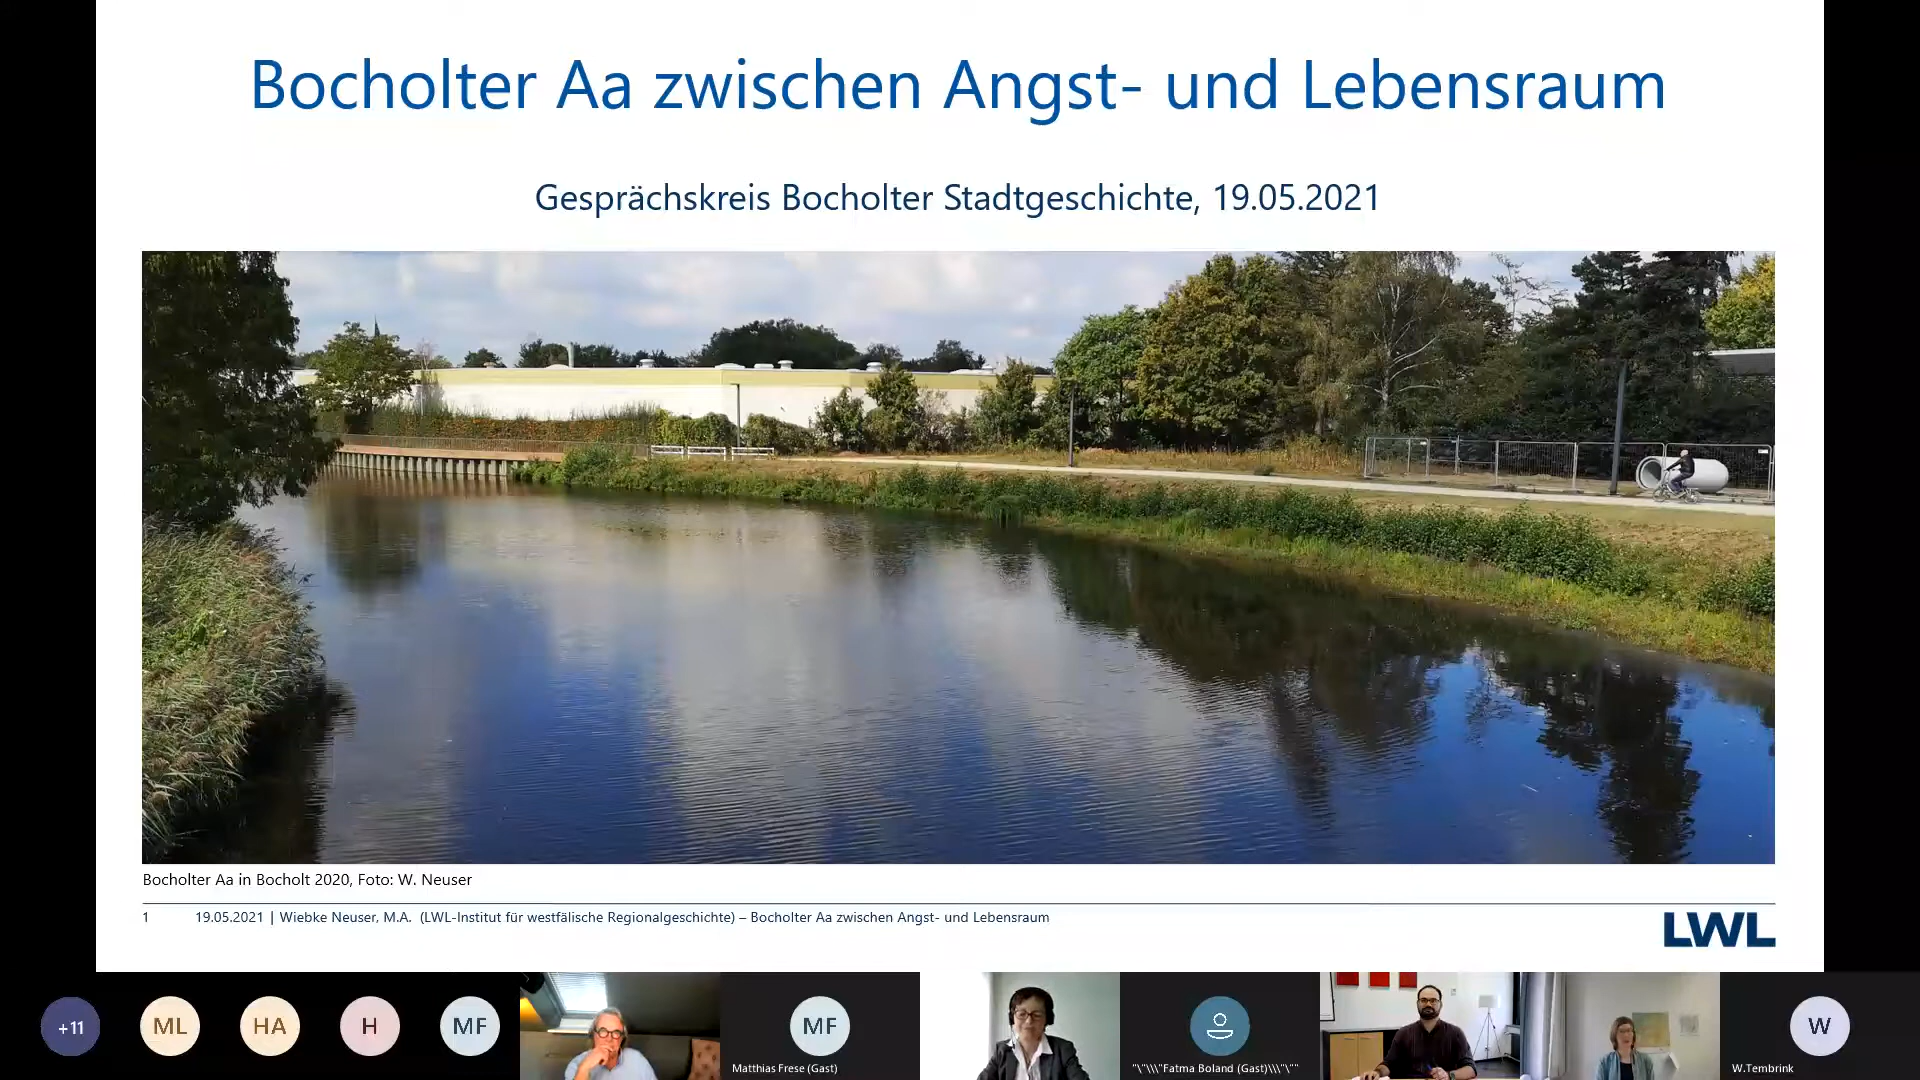 Bocholter Aa zwischen Angst- und Lebensraum
Gesprächskreis Bocholter Stadtgeschichte, 19.05.2021
Bocholter Aa in Bocholt 2020, Foto: W. Neuser
1 19.05.2021 | Wiebke Neuser, M.A. (LWL-Institut für westfälische Regionalgeschichte) – Bocholter Aa zwischen Angst- und Lebensraum
LWL
+11
ML
HA
H
MF
MF
W
Matthias Frese (Gast)
"\"\\\"Fatma Boland (Gast)\\\"\""
W.Tembrink